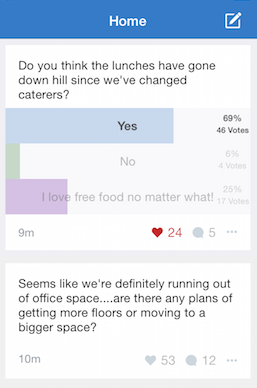 Home
Do you think the lunches have gone
down hill since we've changed
caterers?
Yes
69%
46 Votes
No
6%
4 Votes
I love free food no matter what!
25%
17 Votes
9m
24
5
Seems like we're definitely running out
of office space....are there any plans of
getting more floors or moving to a
bigger space?
10m
53
12